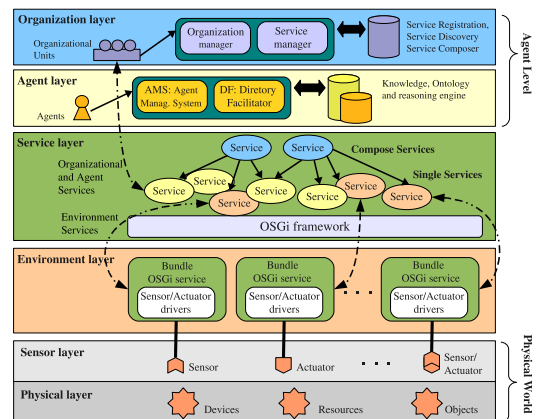 Organization layer
Organizational
Units
Organization
manager
Service
manager
Service Registration,
Service Discovery
Service Composer
Agent layer
Agents
AMS: Agent
Manag. System
DF: Diretory
Facilitator
Knowledge, Ontology
and reasoning engine
Agent Level
Service layer
Service
Service
Compose Services
Organizational
and Agent
Services
Single Services
Service
Service
Service
Service
Service
Service
Service
Environment
Services
OSGi framework
Environment layer
Bundle
OSGi service
Sensor/Actuator
drivers
Bundle
OSGi service
Sensor/Actuator
drivers
. . .
Bundle
OSGi service
Sensor/Actuator
drivers
Sensor layer
Sensor
Actuator
. . .
Sensor/
Actuator
Physical layer
Devices
Resources
Objects
Physical World